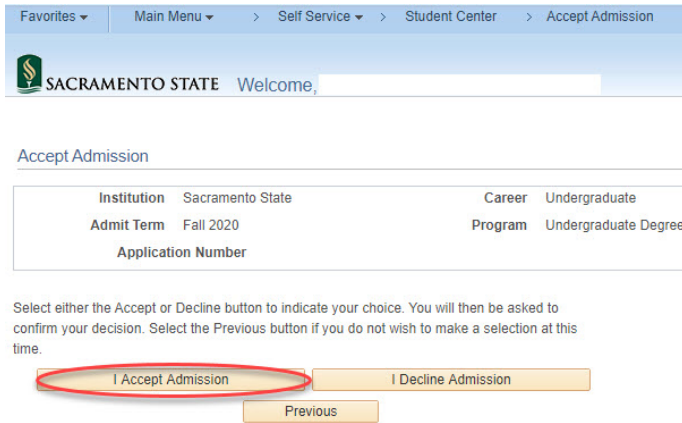 Favorites Main Menu > Self Service > Student Center > Accept Admission
SACRAMENTO STATE Welcome,
Accept Admission
Institution Sacramento State Career Undergraduate
Admit Term Fall 2020 Program Undergraduate Degree
Application Number
Select either the Accept or Decline button to indicate your choice. You will then be asked to
confirm your decision. Select the Previous button if you do not wish to make a selection at this
time.
I Accept Admission I Decline Admission
Previous